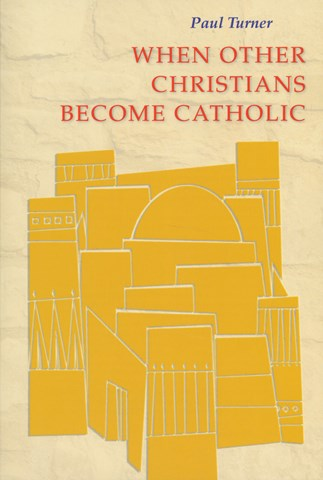 Paul Turner
WHEN OTHER
CHRISTIANS
BECOME CATHOLIC